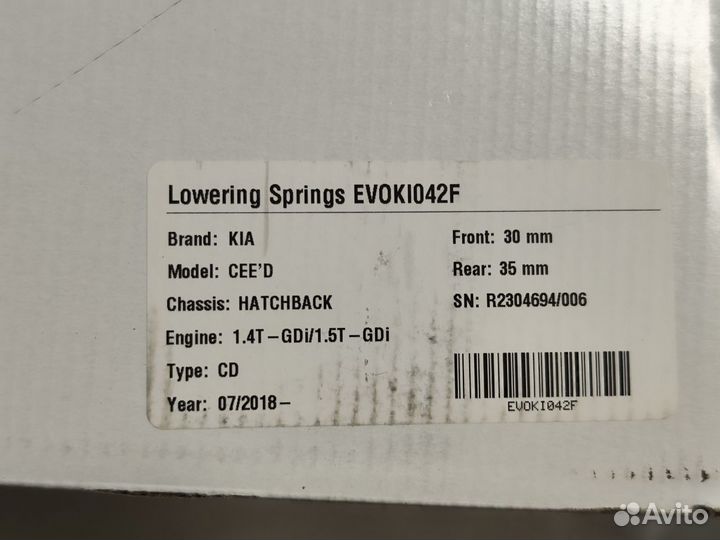 Lowering Springs EVOKI042F
Brand: KIA
Model: CEE'D
Chassis: HATCHBACK
Engine: 1.4T-GDi/1.5T-GDi
Type: CD
Year: 07/2018-
Front: 30 mm
Rear: 35 mm
SN: R2304694/006
EVOKI042F
Avito